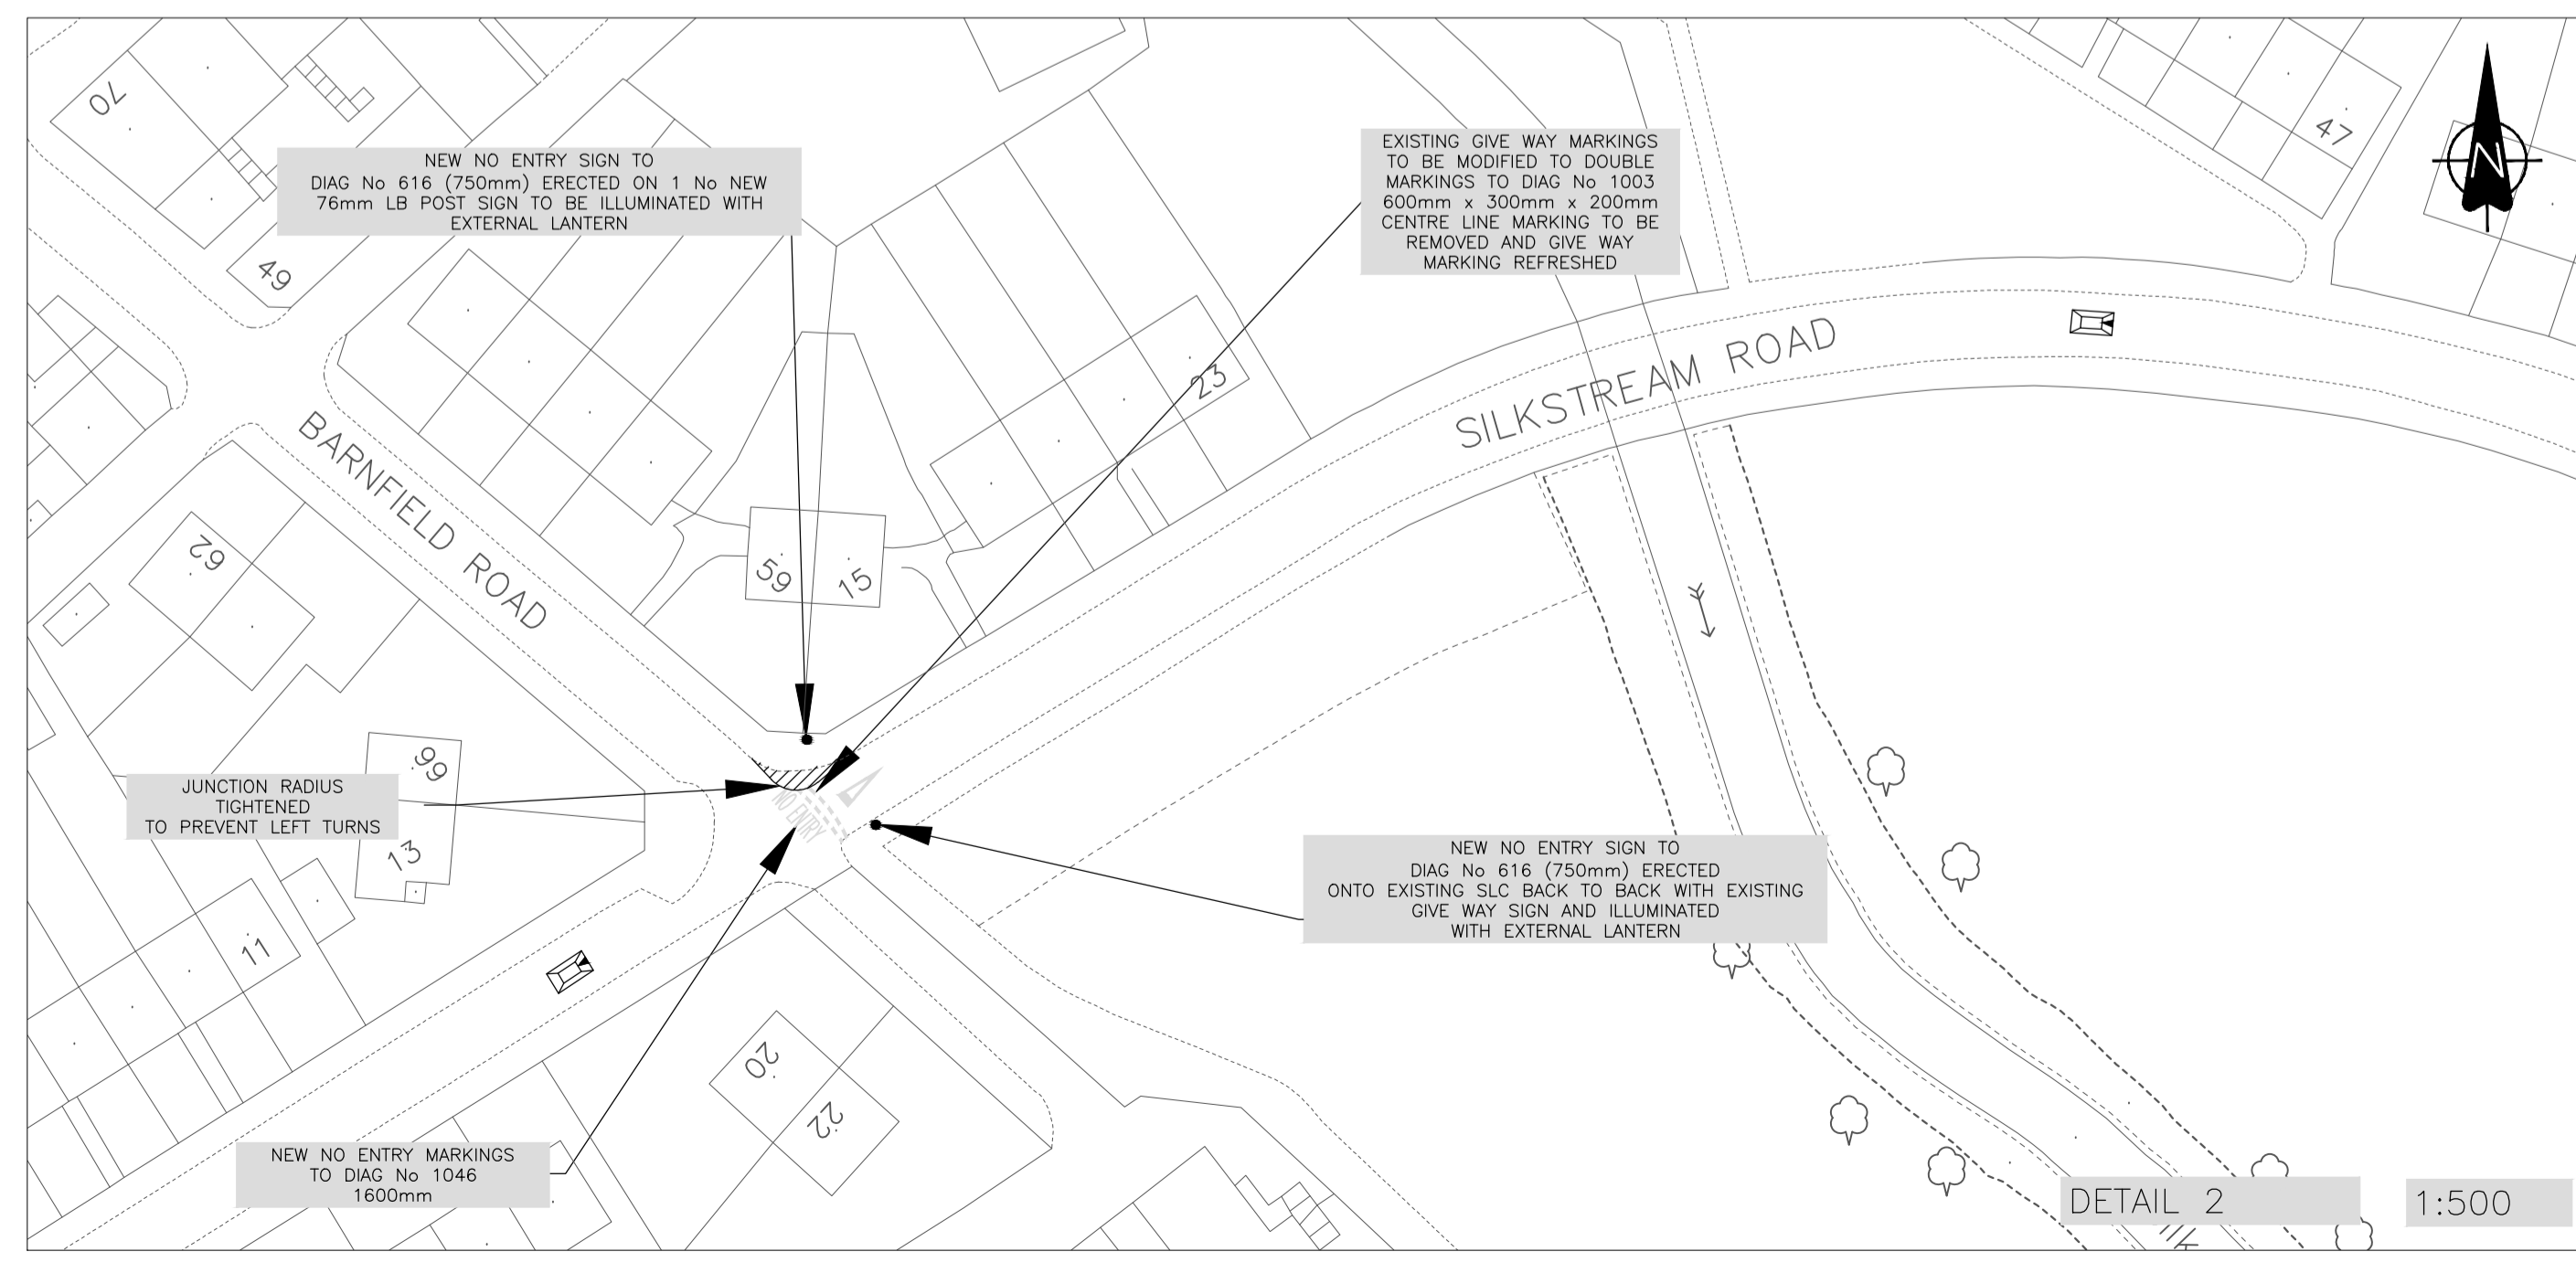 70
NEW NO ENTRY SIGN TO
DIAG No 616 (750mm) ERECTED ON 1 No NEW
76mm LB POST SIGN TO BE ILLUMINATED WITH
EXTERNAL LANTERN
EXISTING GIVE WAY MARKINGS
TO BE MODIFIED TO DOUBLE
MARKINGS TO DIAG No 1003
600mm x 300mm x 200mm
CENTRE LINE MARKING TO BE
REMOVED AND GIVE WAY
MARKING REFRESHED
47
N
49
SILKSTREAM ROAD
23
BARNFIELD ROAD
62
59
15
66
JUNCTION RADIUS
TIGHTENED
TO PREVENT LEFT TURNS
13
NO ENTRY
NEW NO ENTRY SIGN TO
DIAG No 616 (750mm) ERECTED
ONTO EXISTING SLC BACK TO BACK WITH EXISTING
GIVE WAY SIGN AND ILLUMINATED
WITH EXTERNAL LANTERN
11
20
22
NEW NO ENTRY MARKINGS
TO DIAG No 1046
1600mm
DETAIL 2
1:500